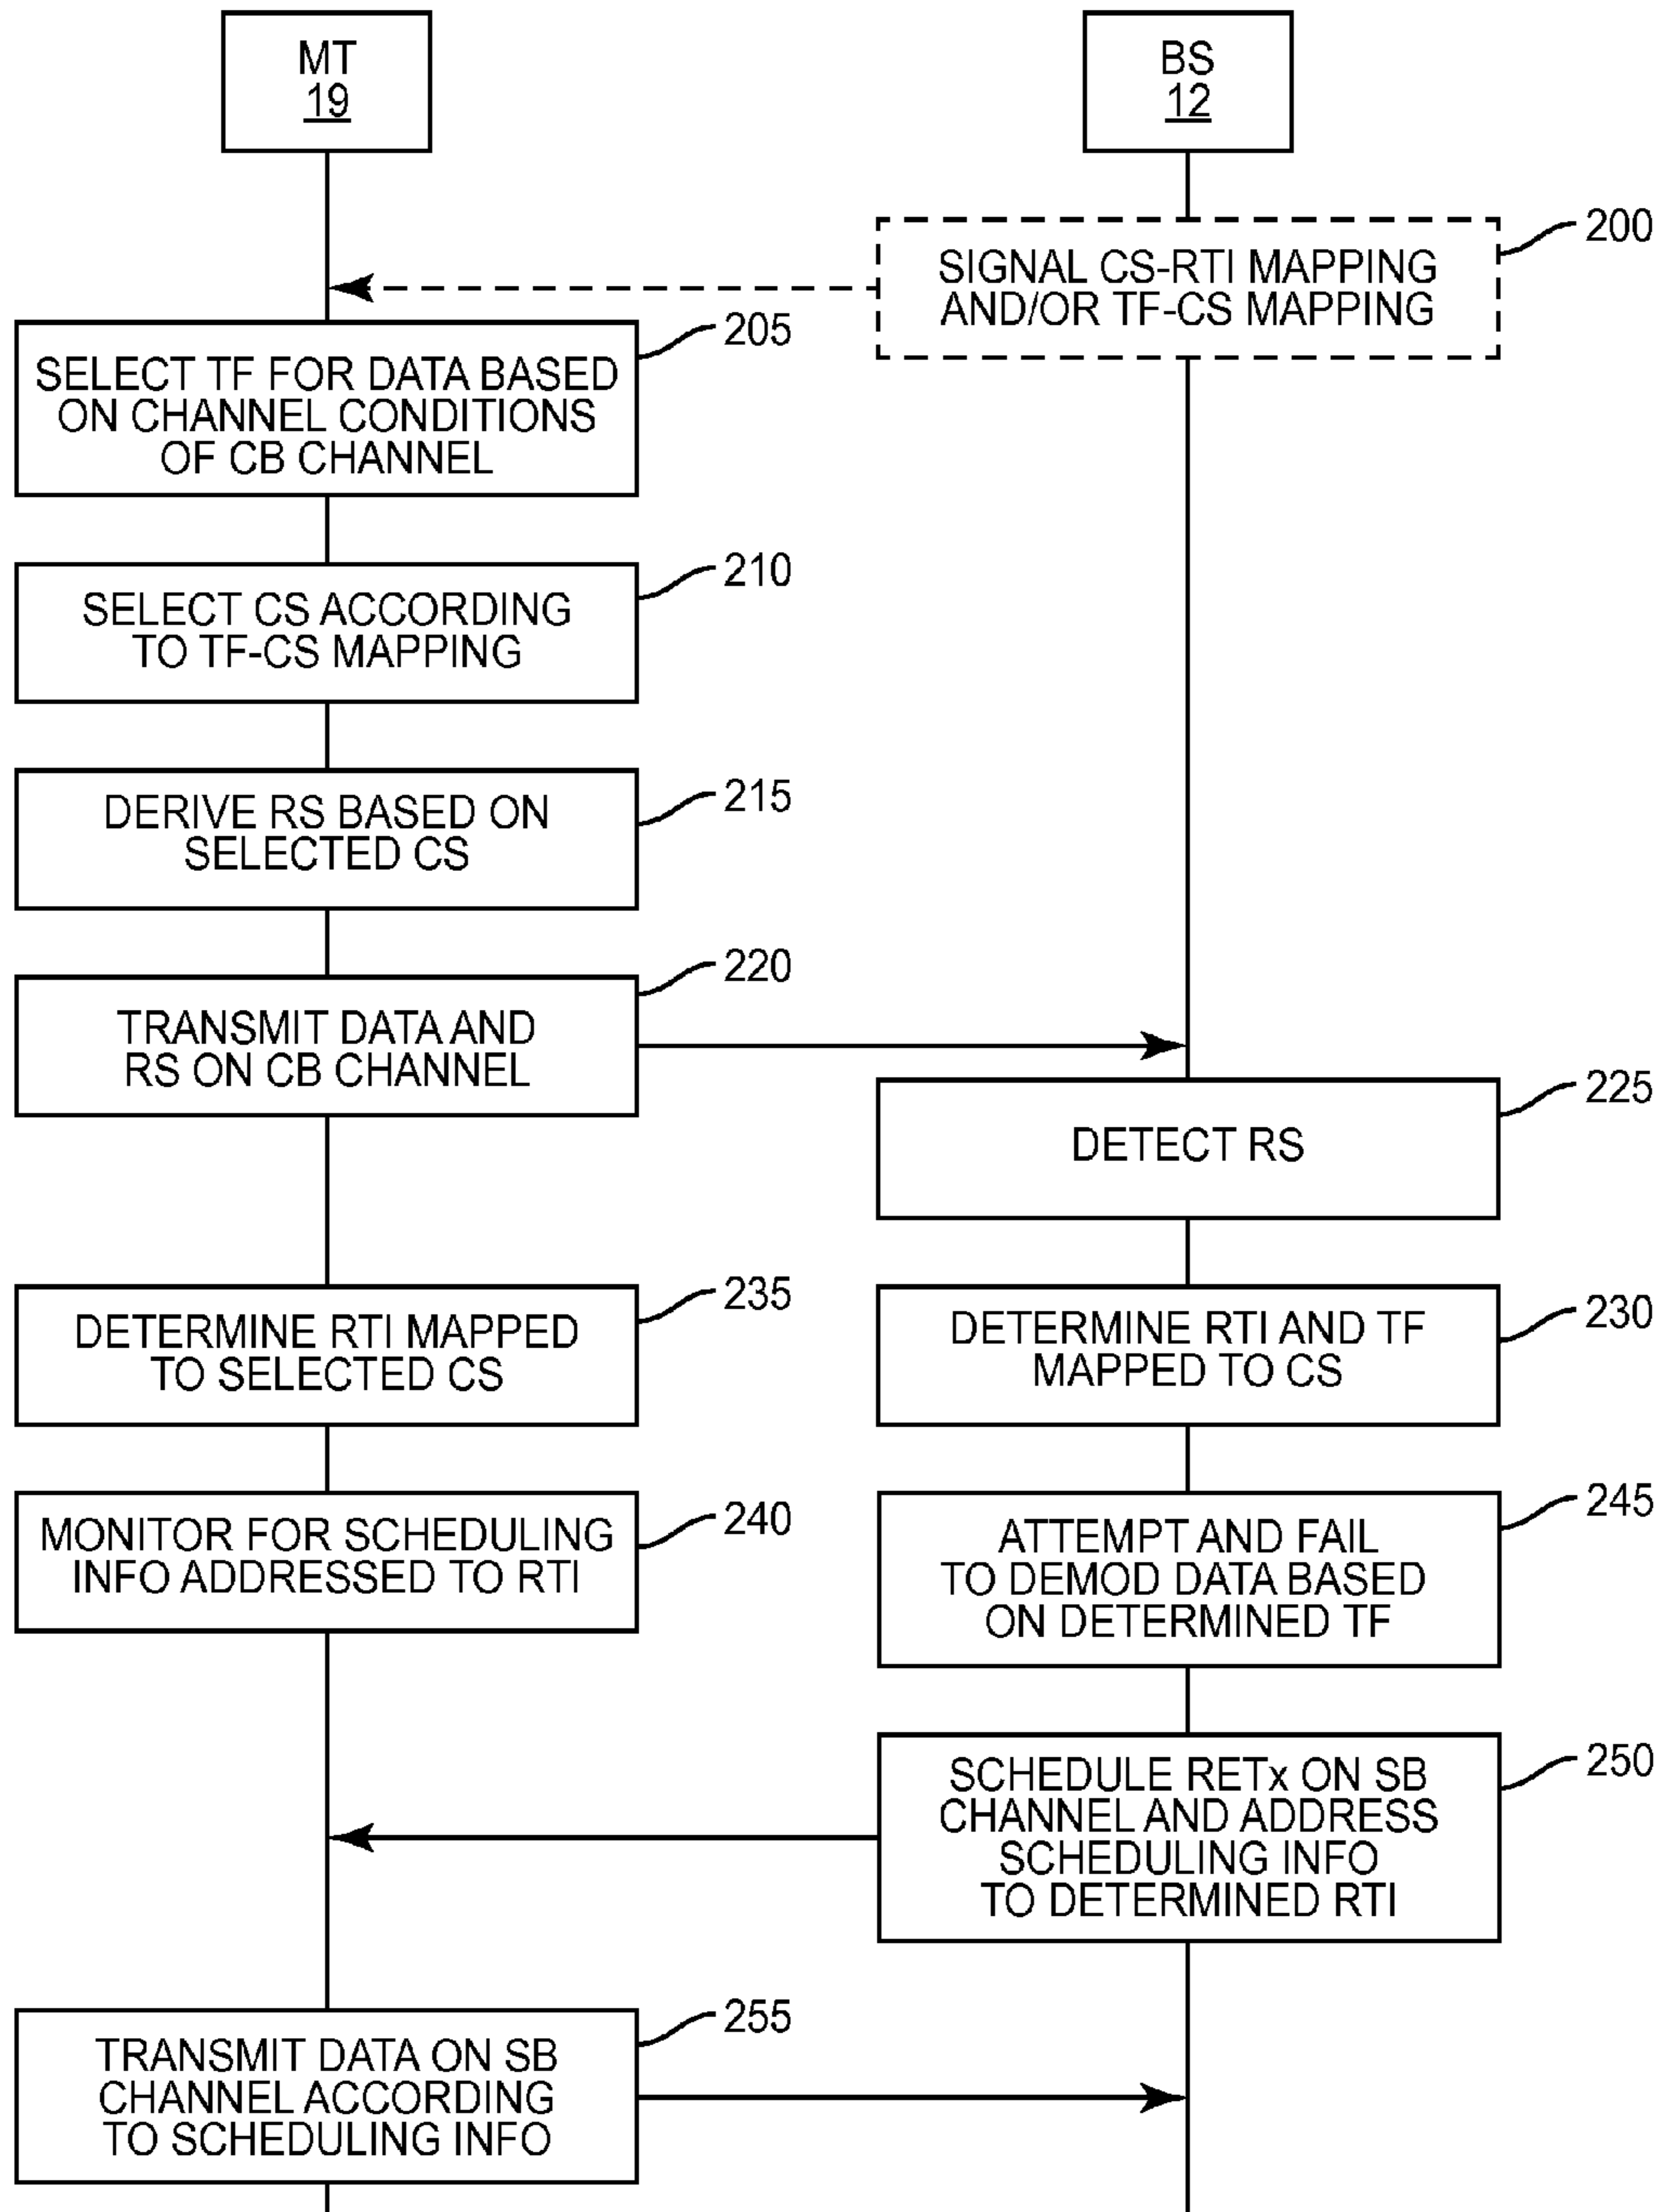 MT
19
BS
12
SIGNAL CS-RTI MAPPING
AND/OR TF-CS MAPPING
200
SELECT TF FOR DATA BASED
ON CHANNEL CONDITIONS
OF CB CHANNEL
205
SELECT CS ACCORDING
TO TF-CS MAPPING
210
DERIVE RS BASED ON
SELECTED CS
215
TRANSMIT DATA AND
RS ON CB CHANNEL
220
DETECT RS
225
DETERMINE RTI MAPPED
TO SELECTED CS
235
DETERMINE RTI AND TF
MAPPED TO CS
230
MONITOR FOR SCHEDULING
INFO ADDRESSED TO RTI
240
ATTEMPT AND FAIL
TO DEMOD DATA BASED
ON DETERMINED TF
245
SCHEDULE RETx ON SB
CHANNEL AND ADDRESS
SCHEDULING INFO
TO DETERMINED RTI
250
TRANSMIT DATA ON SB
CHANNEL ACCORDING
TO SCHEDULING INFO
255